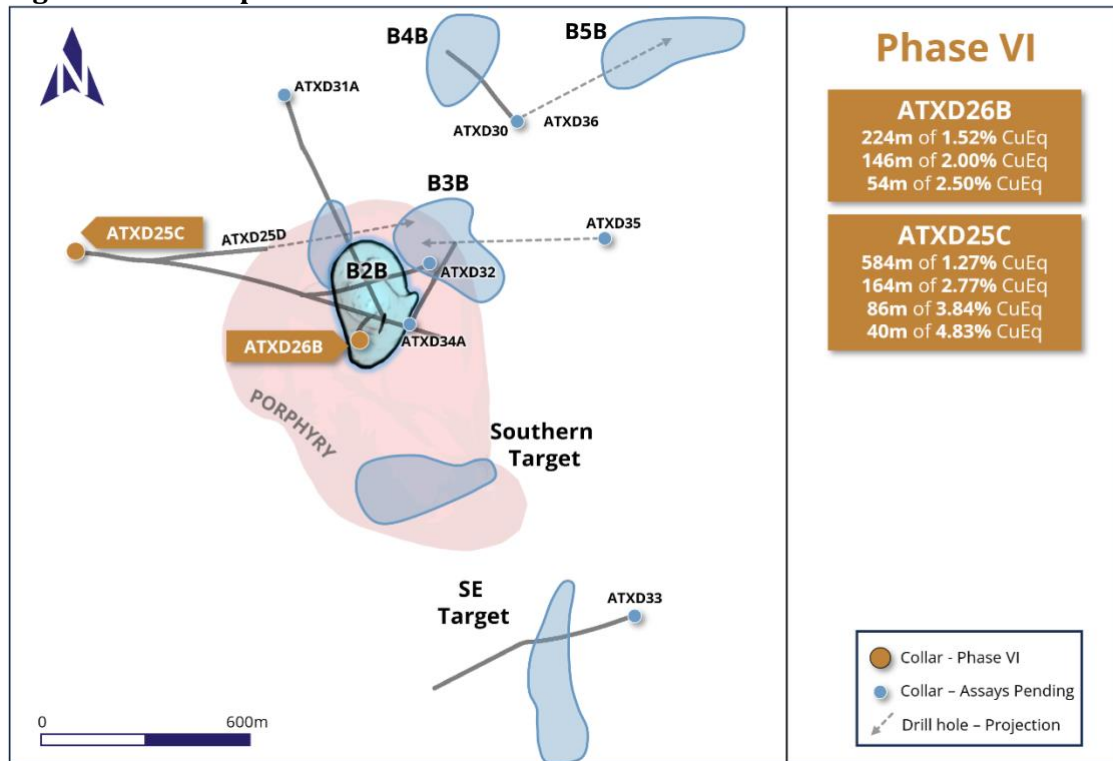 N
B4B
B5B
ATXD31A
ATXD30
ATXD36
B3B
ATXD25C
ATXD25D
ATXD35
B2B
ATXD32
ATXD26B
ATXD34A
PORPHYRY
Southern
Target
SE
Target
ATXD33
0
600m
Phase VI
ATXD26B
224m of 1.52% CuEq
146m of 2.00% CuEq
54m of 2.50% CuEq
ATXD25C
584m of 1.27% CuEq
164m of 2.77% CuEq
86m of 3.84% CuEq
40m of 4.83% CuEq
Collar - Phase VI
Collar – Assays Pending
Drill hole – Projection